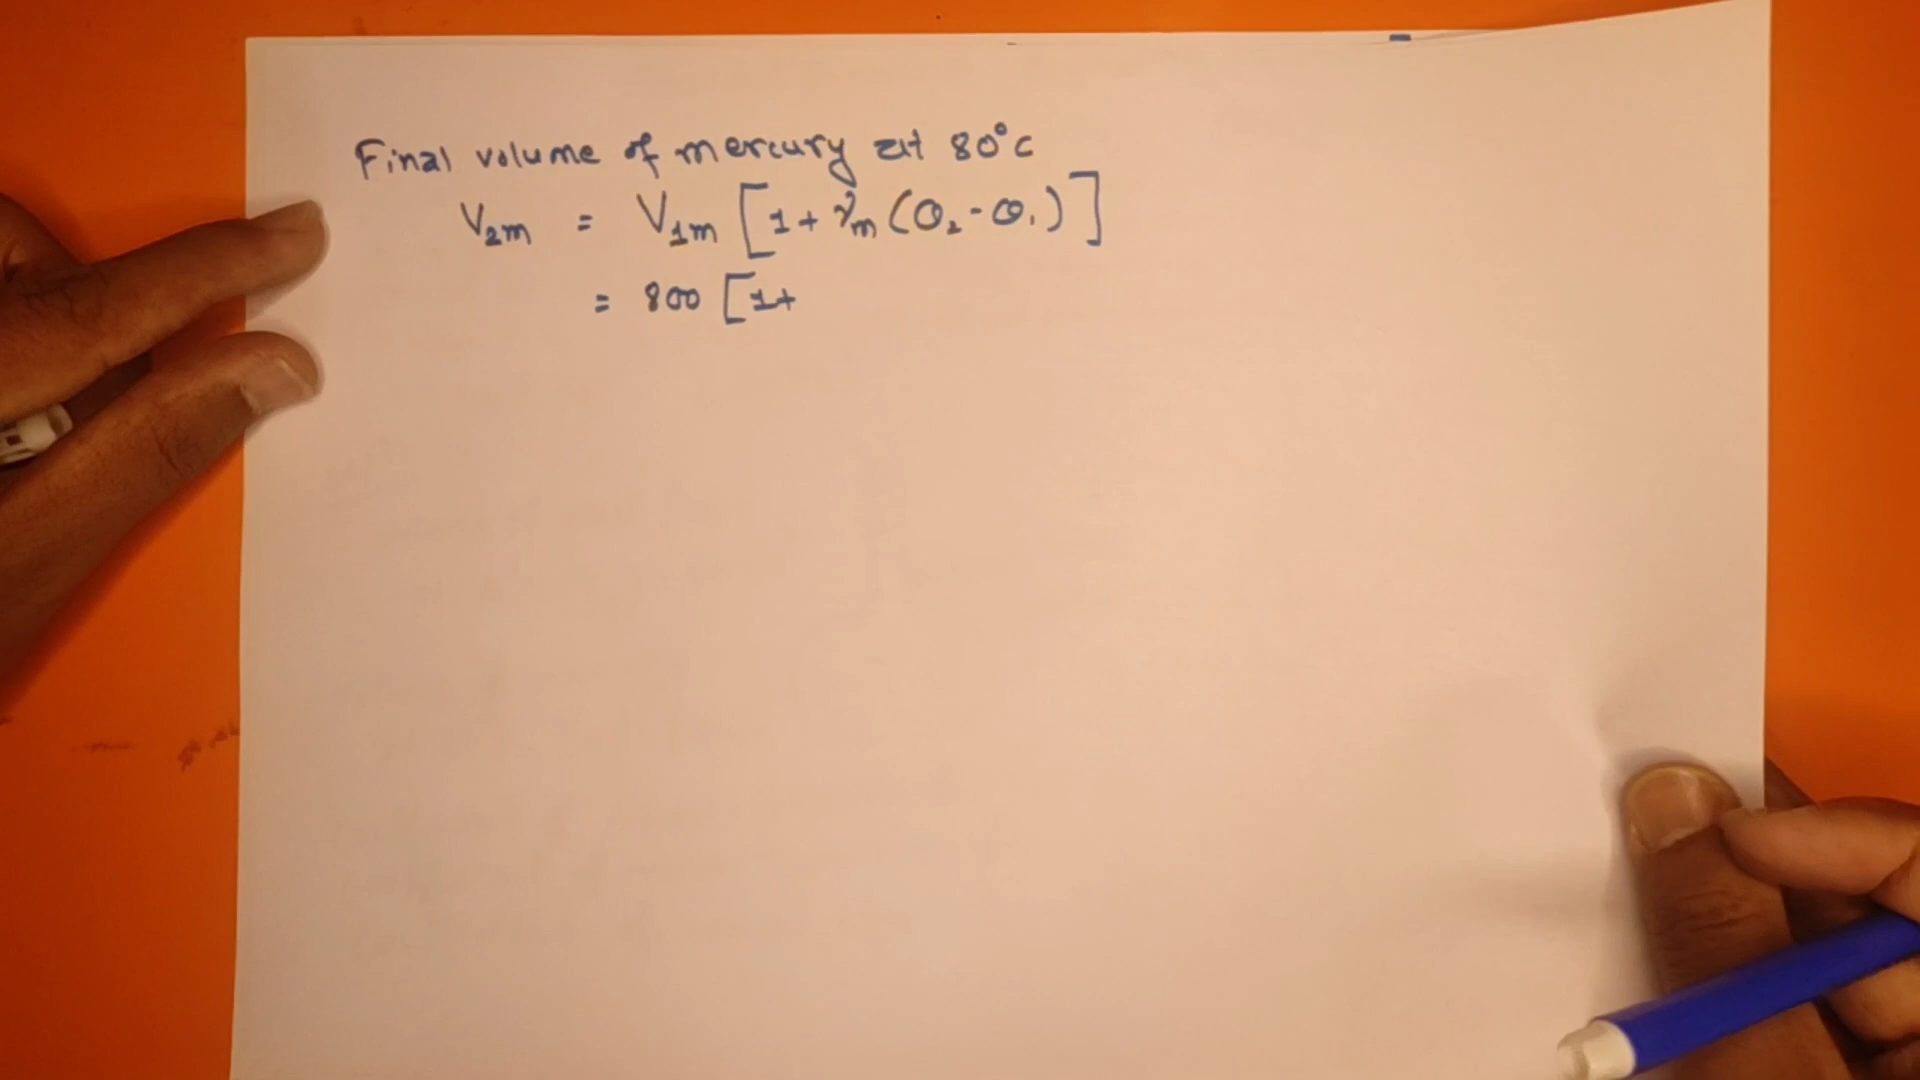 Final volume of mercury at 80°c
V₂m = V₁m [1+ γm (θ₂-θ₁)]
= 800 [1+